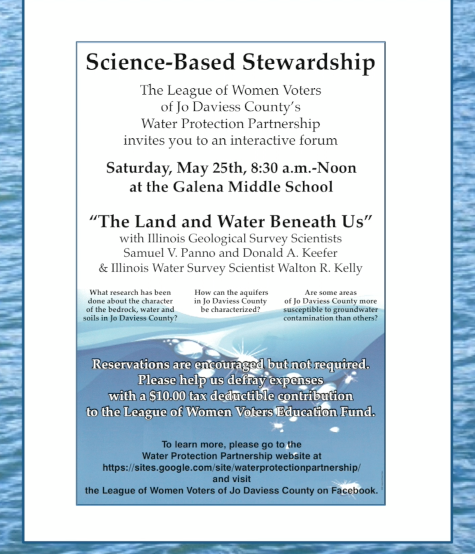 Science-Based Stewardship
The League of Women Voters
of Jo Daviess County's
Water Protection Partnership
invites you to an interactive forum
Saturday, May 25th, 8:30 a.m.-Noon
at the Galena Middle School
"The Land and Water Beneath Us"
with Illinois Geological Survey Scientists
Samuel V. Panno and Donald A. Keefer
& Illinois Water Survey Scientist Walton R. Kelly
What research has been
done about the character
of the bedrock, water and
soils in Jo Daviess County?
How can the aquifers
in Jo Daviess County
be characterized?
Are some areas
of Jo Daviess County more
susceptible to groundwater
contamination than others?
Reservations are encouraged but not required.
Please help us defray expenses
with a $10.00 tax deductible contribution
to the League of Women Voters Education Fund.
To learn more, please go to the
Water Protection Partnership website at
https://sites.google.com/site/waterprotectionpartnership/
and visit
the League of Women Voters of Jo Daviess County on Facebook.